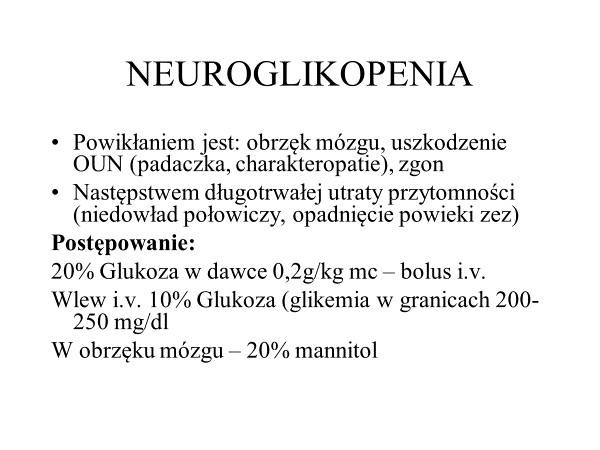 NEUROGLIKOPENIA
• Powikłaniem jest: obrzęk mózgu, uszkodzenie
OUN (padaczka, charakteropatie), zgon
• Następstwem długotrwałej utraty przytomności
(niedowład połowiczy, opadnięcie powieki zez)
Postępowanie:
20% Glukoza w dawce 0,2g/kg mc – bolus i.v.
Wlew i.v. 10% Glukoza (glikemia w granicach 200-
250 mg/dl
W obrzęku mózgu – 20% mannitol